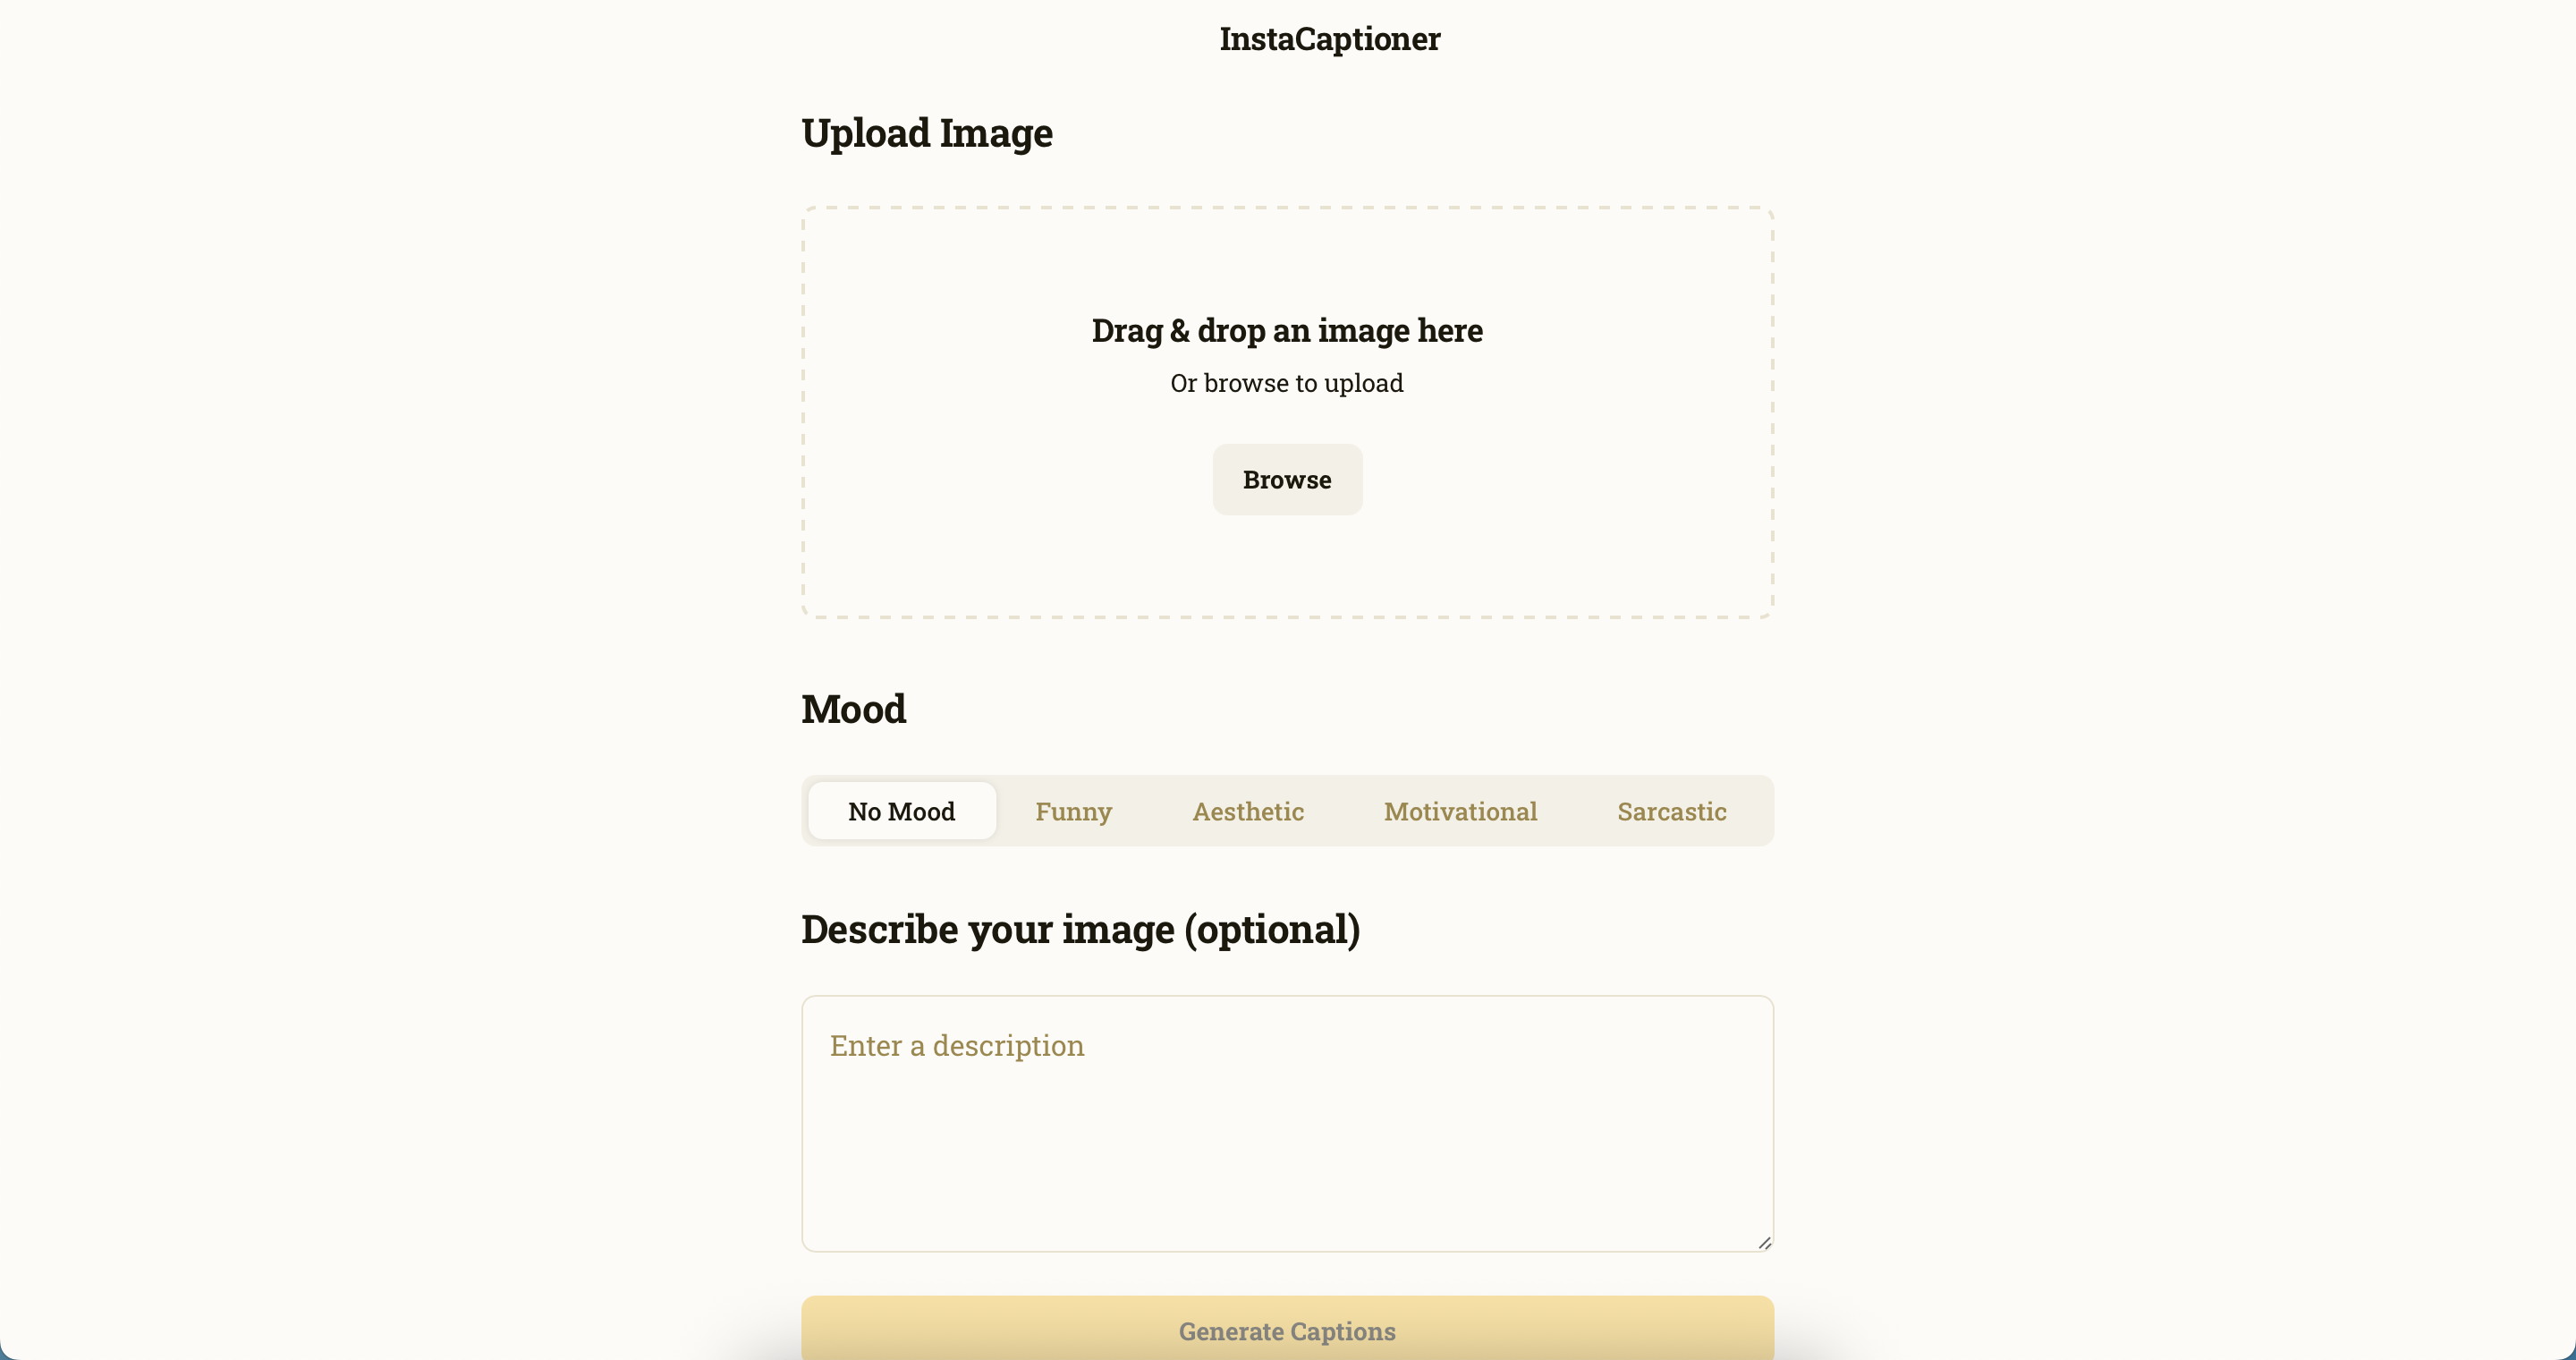 InstaCaptioner
Upload Image
Drag & drop an image here
Or browse to upload
Browse
Mood
No Mood Funny Aesthetic Motivational Sarcastic
Describe your image (optional)
Enter a description
Generate Captions